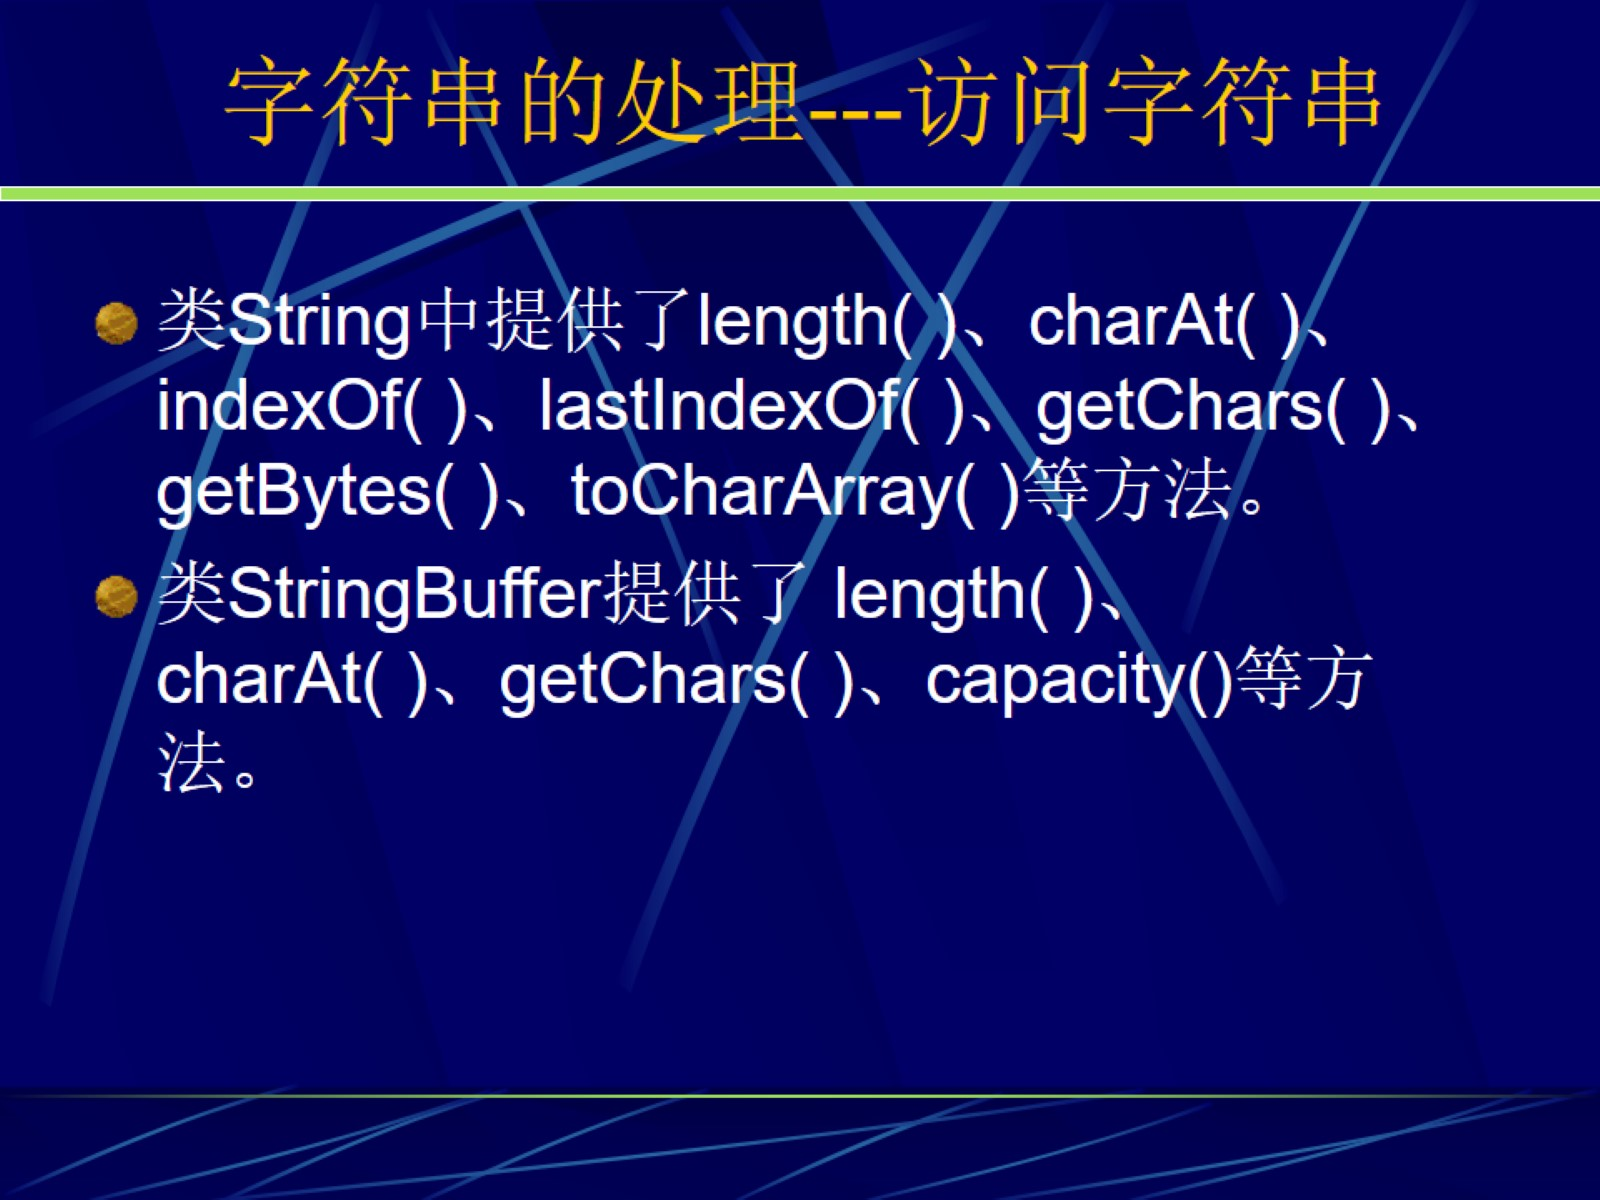 字符串的处理---访问字符串
类String中提供了length( )、charAt( )、
indexOf( )、lastIndexOf( )、getChars( )、
getBytes( )、toCharArray( )等方法。
类StringBuffer提供了 length( )、
charAt( )、getChars( )、capacity()等方
法。